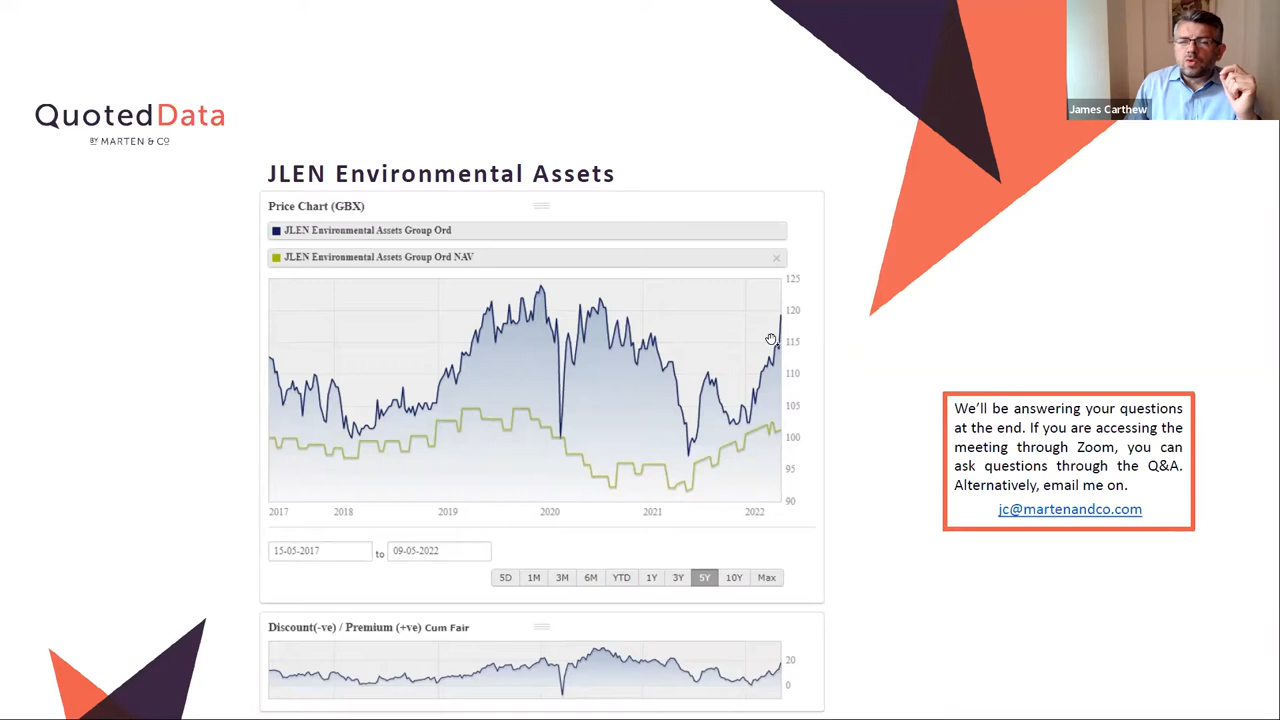 James Carthew
QuotedData
BY MARTEN & CO
JLEN Environmental Assets
Price Chart (GBX)
JLEN Environmental Assets Group Ord
JLEN Environmental Assets Group Ord NAV
125
120
115
110
105
100
95
90
2017 2018 2019 2020 2021 2022
15-05-2017 to 09-05-2022
5D 1M 3M 6M YTD 1Y 3Y 5Y 10Y Max
Discount(-ve) / Premium (+ve) Cum Fair
20
0
We'll be answering your questions
at the end. If you are accessing the
meeting through Zoom, you can
ask questions through the Q&A.
Alternatively, email me on.
jc@martenandco.com